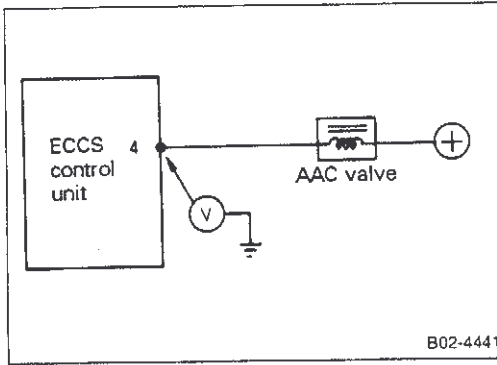 ECCS 4
control
unit
+
AAC valve
V
B02-4441